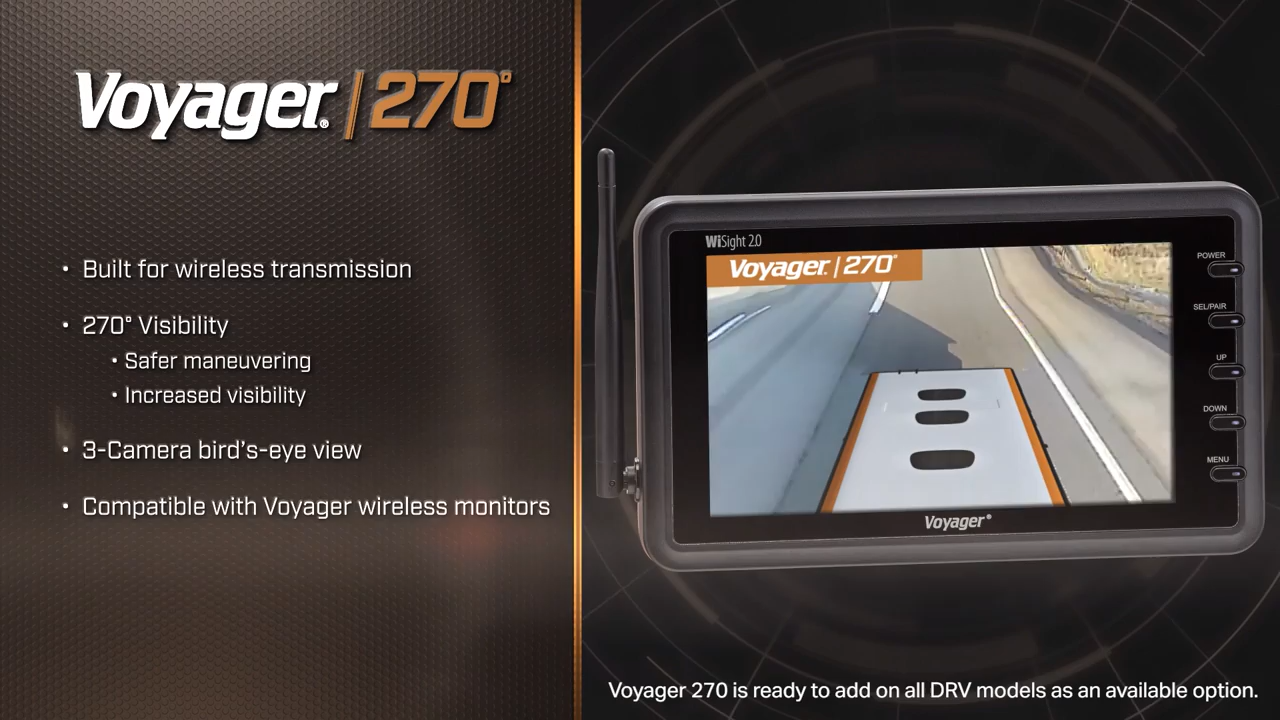 Voyager® | 270°
• Built for wireless transmission
• 270° Visibility
• Safer maneuvering
• Increased visibility
• 3-Camera bird's-eye view
• Compatible with Voyager wireless monitors
WiSight 2.0
Voyager | 270°
POWER
SEL/PAIR
UP
DOWN
MENU
Voyager®
Voyager 270 is ready to add on all DRV models as an available option.